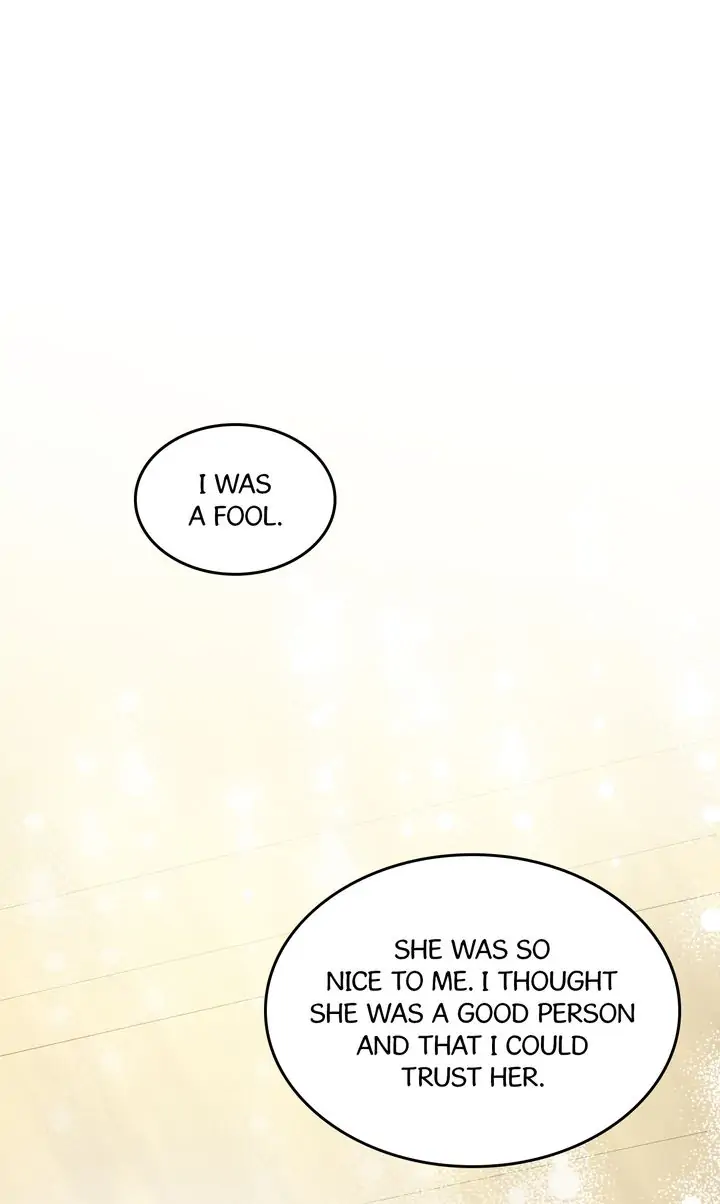 I WAS
A FOOL.
SHE WAS SO
NICE TO ME. I THOUGHT
SHE WAS A GOOD PERSON
AND THAT I COULD
TRUST HER.